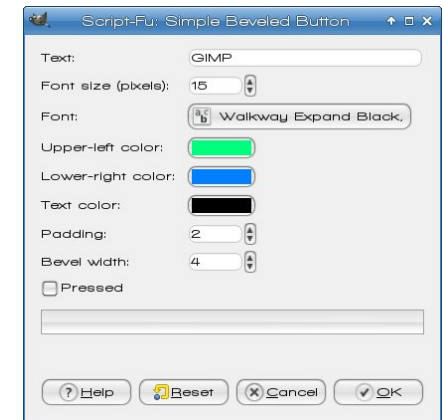 Script-Fu: Simple Beveled Button
Text: GIMP
Font size (pixels): 15
Font: Walkway Expand Black,
Upper-left color:
Lower-right color:
Text color:
Padding: 2
Bevel width: 4
Pressed
Help Reset Cancel OK